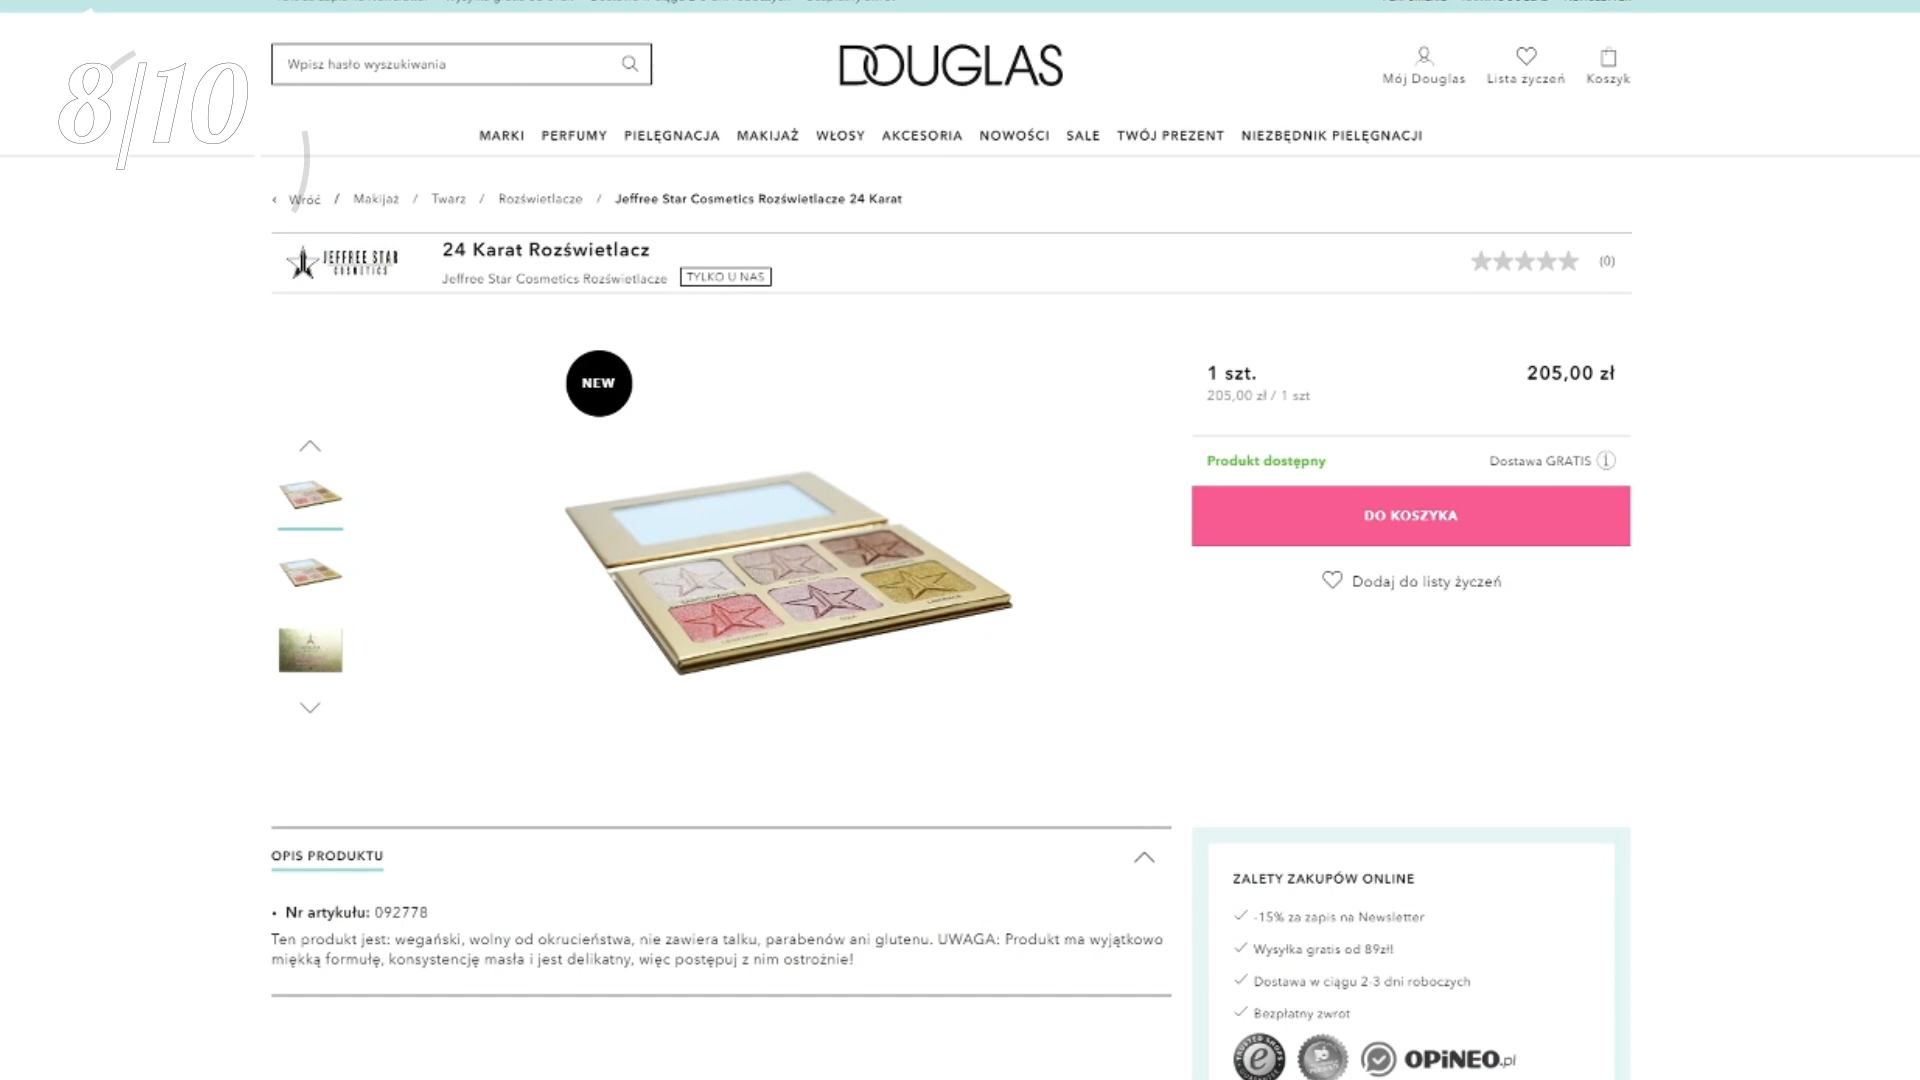 8/10
Wpisz hasło wyszukiwania
DOUGLAS
Mój Douglas
Lista życzeń
Koszyk
MARKI PERFUMY PIELĘGNACJA MAKIJAŻ WŁOSY AKCESORIA NOWOŚCI SALE TWÓJ PREZENT NIEZBĘDNIK PIELĘGNACJI
‹ Wróć / Makijaż / Twarz / Rozświetlacze / Jeffree Star Cosmetics Rozświetlacze 24 Karat
JEFFREE STAR
COSMETICS
24 Karat Rozświetlacz
Jeffree Star Cosmetics Rozświetlacze TYLKO U NAS
(0)
NEW
1 szt. 205,00 zł
205,00 zł / 1 szt
Produkt dostępny Dostawa GRATIS
DO KOSZYKA
Dodaj do listy życzeń
OPIS PRODUKTU
• Nr artykułu: 092778
Ten produkt jest: wegański, wolny od okrucieństwa, nie zawiera talku, parabenów ani glutenu. UWAGA: Produkt ma wyjątkowo
miękką formułę, konsystencję masła i jest delikatny, więc postępuj z nim ostrożnie!
ZALETY ZAKUPÓW ONLINE
-15% za zapis na Newsletter
Wysyłka gratis od 89zł!
Dostawa w ciągu 2-3 dni roboczych
Bezpłatny zwrot
TRUSTED SHOPS
OPiNEO.pl